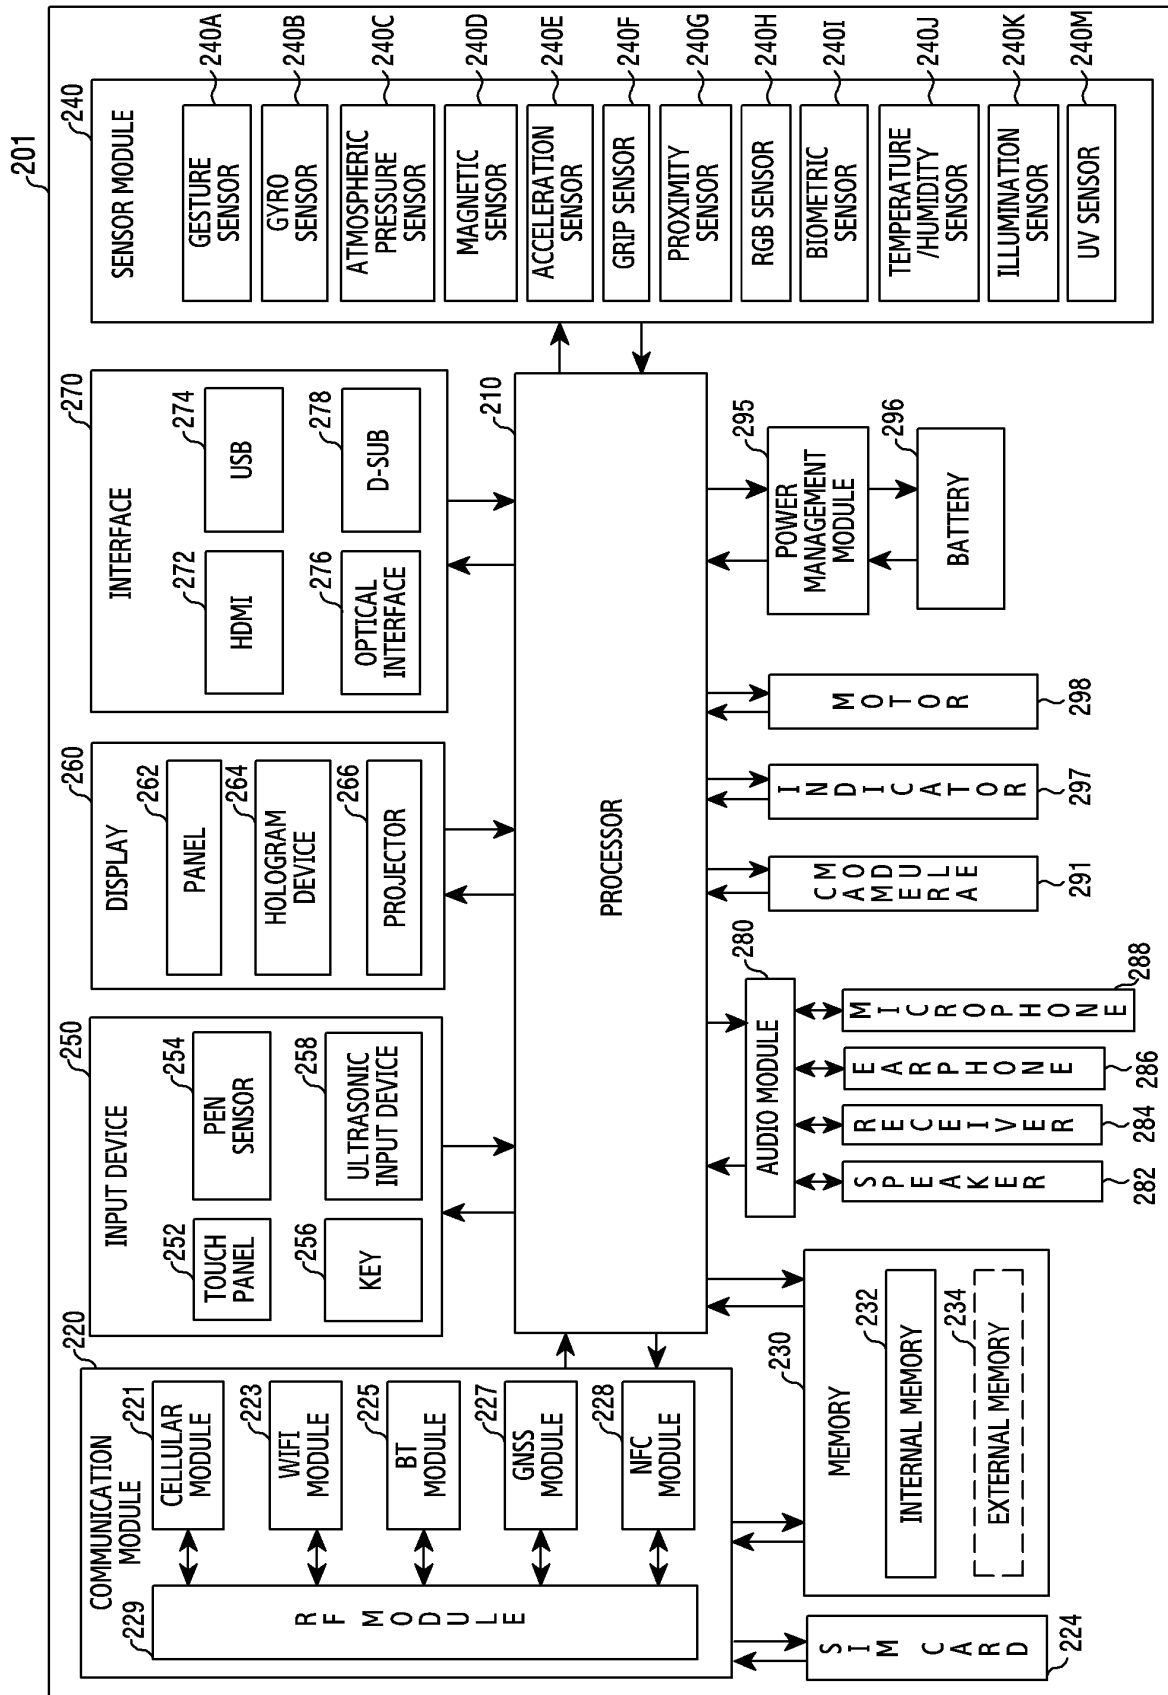 201
COMMUNICATION
MODULE
220
229
RF MODULE
221
CELLULAR
MODULE
223
WIFI
MODULE
225
BT
MODULE
227
GNSS
MODULE
228
NFC
MODULE
SIM CARD
224
INPUT DEVICE
250
252
TOUCH
PANEL
254
PEN
SENSOR
256
KEY
258
ULTRASONIC
INPUT DEVICE
DISPLAY
260
262
PANEL
264
HOLOGRAM
DEVICE
266
PROJECTOR
INTERFACE
270
272
HDMI
274
USB
276
OPTICAL
INTERFACE
278
D-SUB
SENSOR MODULE
240
GESTURE
SENSOR
240A
GYRO
SENSOR
240B
ATMOSPHERIC
PRESSURE
SENSOR
240C
MAGNETIC
SENSOR
240D
ACCELERATION
SENSOR
240E
GRIP SENSOR
240F
PROXIMITY
SENSOR
240G
RGB SENSOR
240H
BIOMETRIC
SENSOR
240I
TEMPERATURE
/HUMIDITY
SENSOR
240J
ILLUMINATION
SENSOR
240K
UV SENSOR
240M
PROCESSOR
210
230
MEMORY
232
INTERNAL MEMORY
234
EXTERNAL MEMORY
AUDIO MODULE
280
SPEAKER
282
RECEIVER
284
EARPHONE
286
MICROPHONE
288
CAMERA
MODULE
291
INDICATOR
297
MOTOR
298
POWER
MANAGEMENT
MODULE
295
BATTERY
296